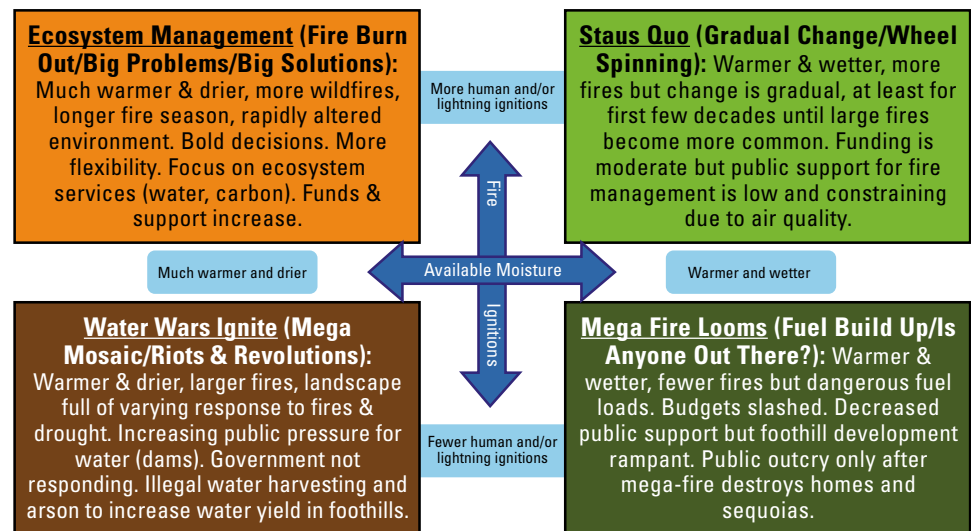 Ecosystem Management (Fire Burn
Out/Big Problems/Big Solutions):
Much warmer & drier, more wildfires,
longer fire season, rapidly altered
environment. Bold decisions. More
flexibility. Focus on ecosystem
services (water, carbon). Funds &
support increase.
More human and/or
lightning ignitions
Staus Quo (Gradual Change/Wheel
Spinning): Warmer & wetter, more
fires but change is gradual, at least for
first few decades until large fires
become more common. Funding is
moderate but public support for fire
management is low and constraining
due to air quality.
Fire
Much warmer and drier
Available Moisture
Warmer and wetter
Ignitions
Water Wars Ignite (Mega
Mosaic/Riots & Revolutions):
Warmer & drier, larger fires, landscape
full of varying response to fires &
drought. Increasing public pressure for
water (dams). Government not
responding. Illegal water harvesting and
arson to increase water yield in foothills.
Fewer human and/or
lightning ignitions
Mega Fire Looms (Fuel Build Up/Is
Anyone Out There?): Warmer &
wetter, fewer fires but dangerous fuel
loads. Budgets slashed. Decreased
public support but foothill development
rampant. Public outcry only after
mega-fire destroys homes and
sequoias.